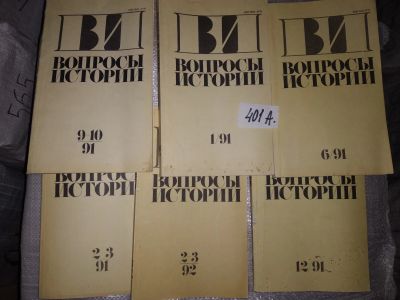 ВИ
ВОПРОСЫ
ИСТОРИИ
9/10
91
ВИ
ВОПРОСЫ
ИСТОРИИ
1/91
401 А.
ВИ
ВОПРОСЫ
ИСТОРИИ
6/91
ВОПРОСЫ
ИСТОРИИ
2/3
91
ВОПРОСЫ
ИСТОРИИ
2/3
92
ВОПРОСЫ
ИСТОРИИ
12/91
565